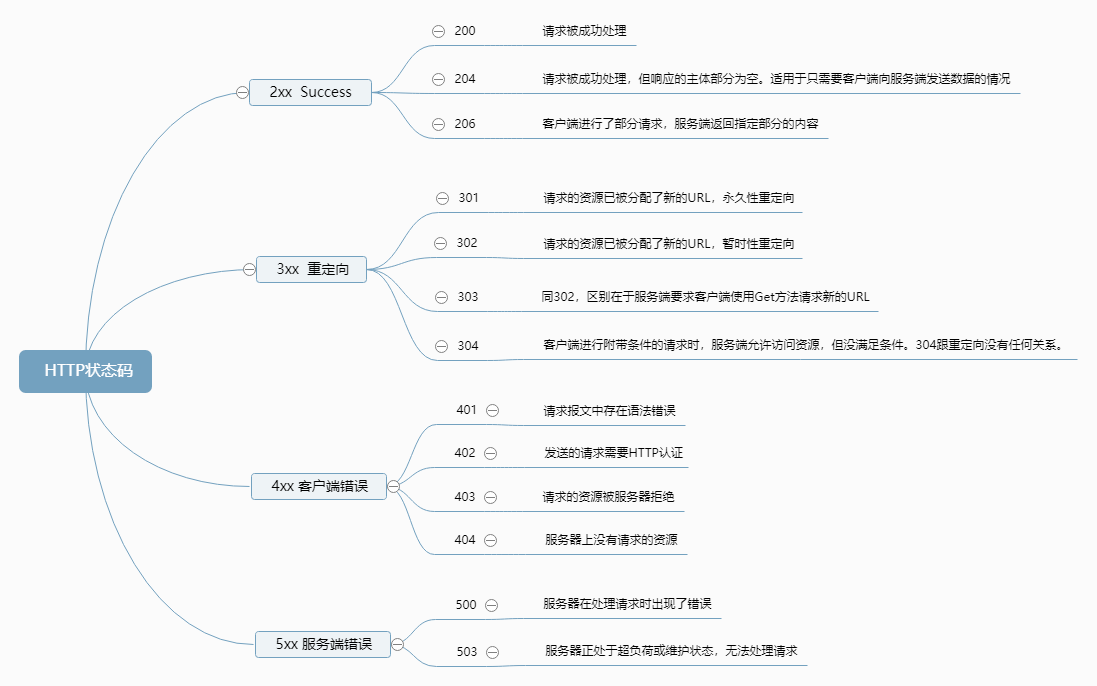 HTTP状态码
2xx  Success
200 请求被成功处理
204 请求被成功处理，但响应的主体部分为空。适用于只需要客户端向服务端发送数据的情况
206 客户端进行了部分请求，服务端返回指定部分的内容
3xx  重定向
301 请求的资源已被分配了新的URL，永久性重定向
302 请求的资源已被分配了新的URL，暂时性重定向
303 同302，区别在于服务端要求客户端使用Get方法请求新的URL
304 客户端进行附带条件的请求时，服务端允许访问资源，但没满足条件。304跟重定向没有任何关系。
4xx 客户端错误
401 请求报文中存在语法错误
402 发送的请求需要HTTP认证
403 请求的资源被服务器拒绝
404 服务器上没有请求的资源
5xx 服务端错误
500 服务器在处理请求时出现了错误
503 服务器正处于超负荷或维护状态，无法处理请求